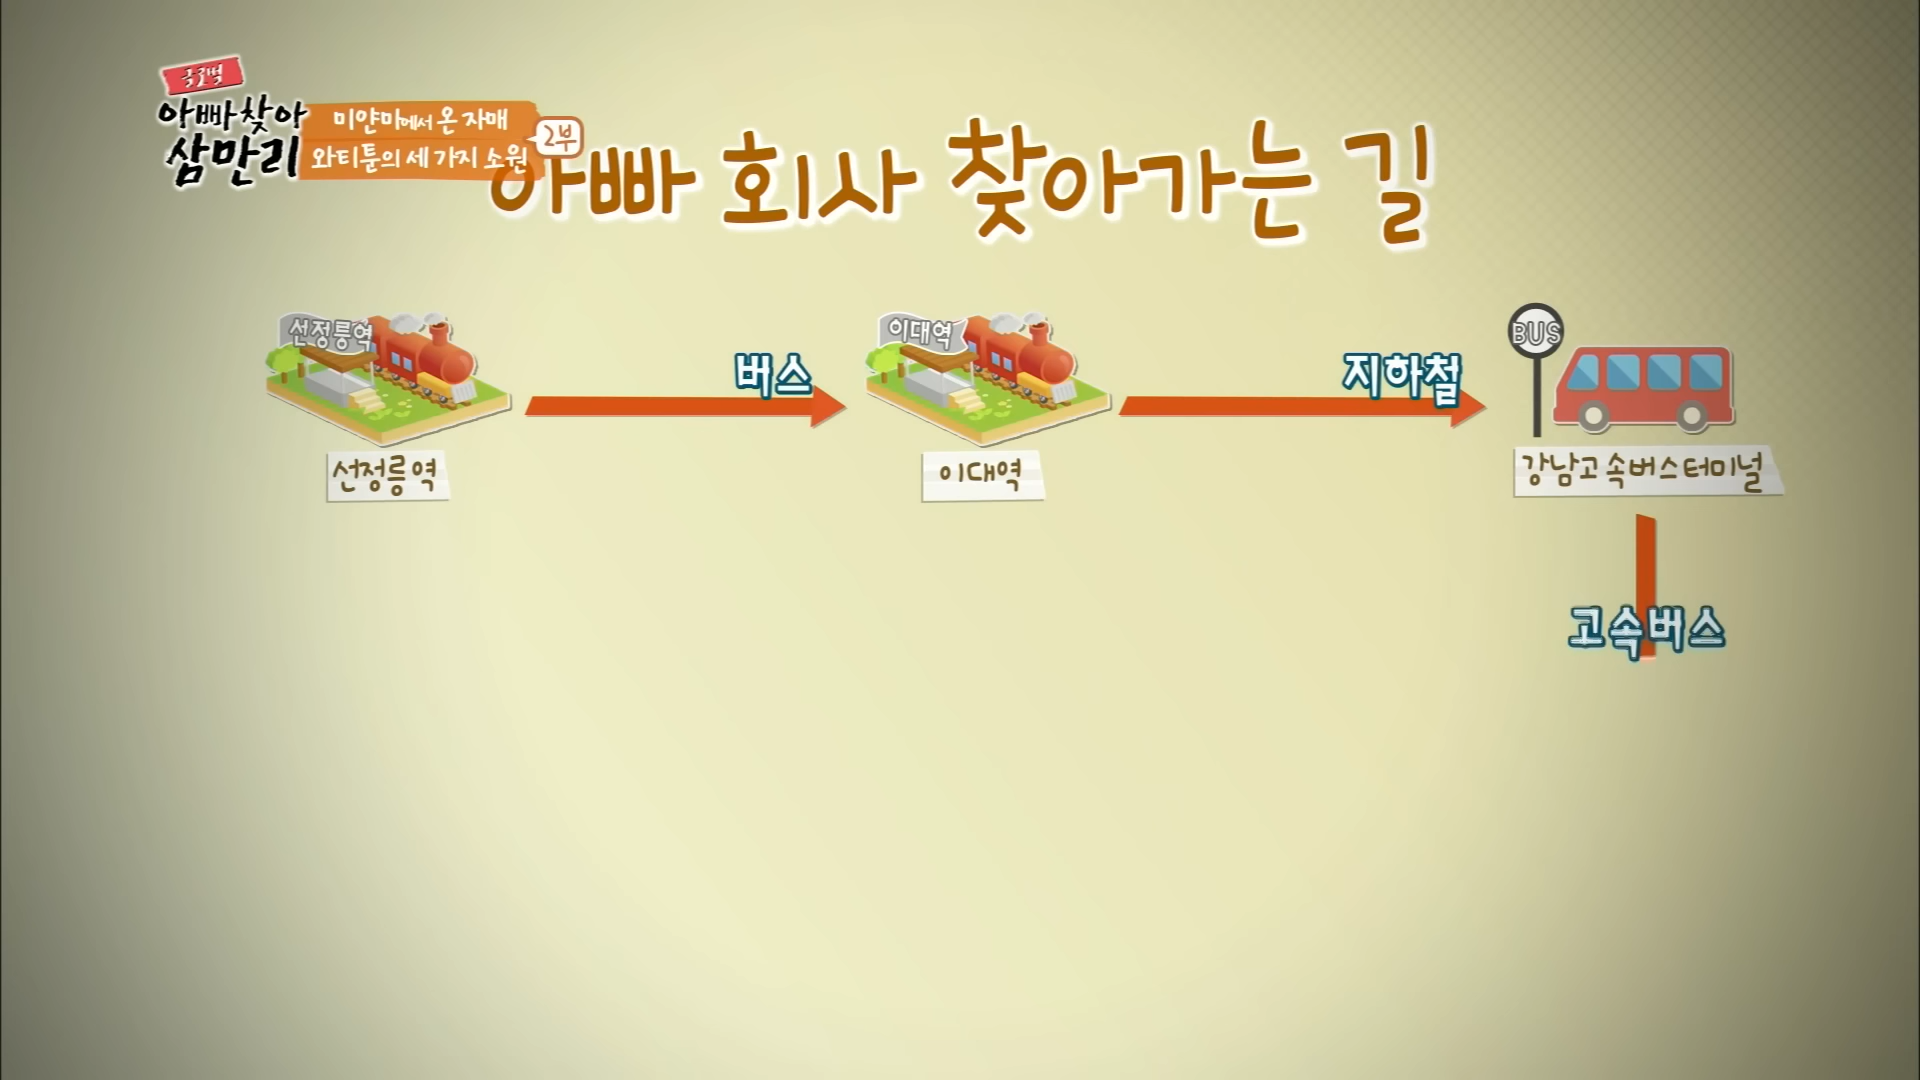 글로벌
아빠 찾아
삼만리
미얀마에서 온 자매
와티툰의 세 가지 소원
2부
아빠 회사 찾아가는 길
선정릉역
버스
이대역
지하철
BUS
선정릉역
이대역
강남고속버스터미널
고속버스